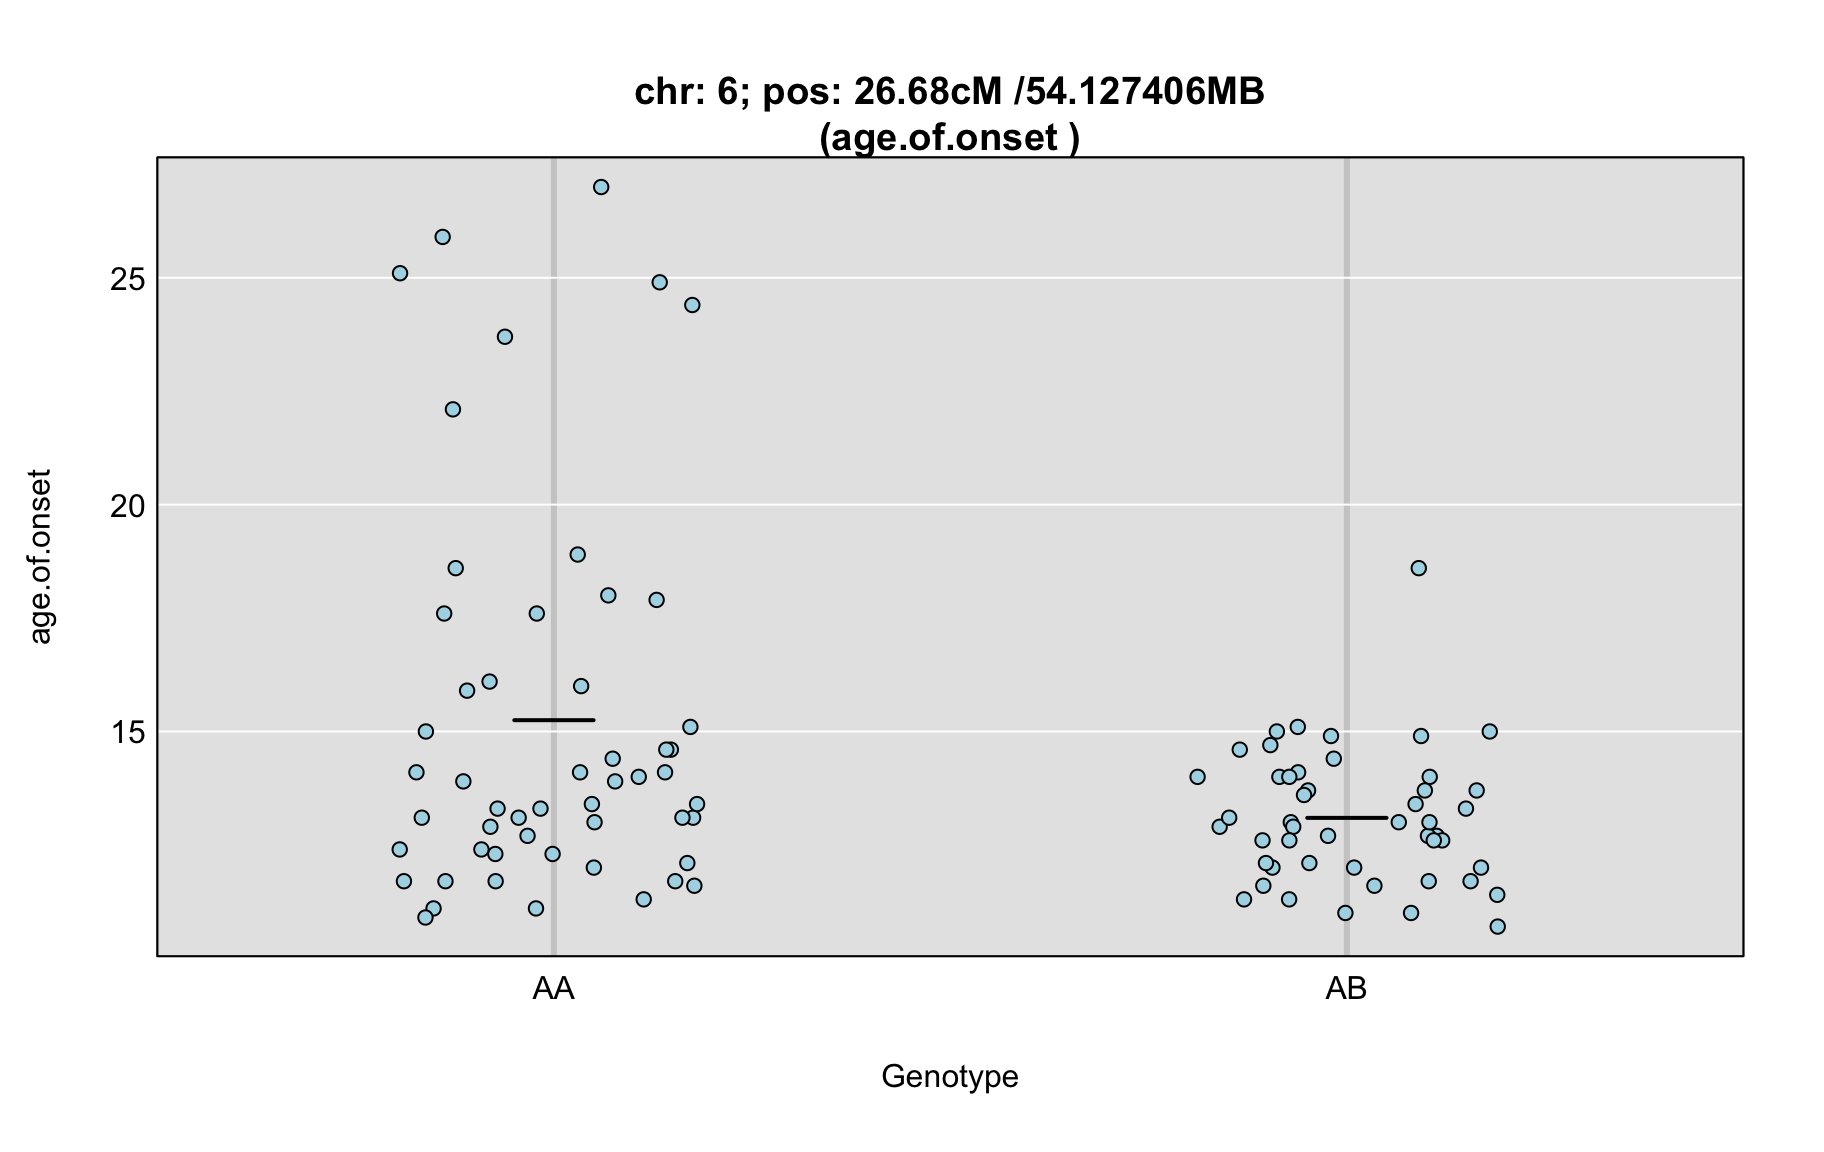 chr: 6; pos: 26.68cM /54.127406MB
(age.of.onset )
age.of.onset
25
20
15
AA
AB
Genotype